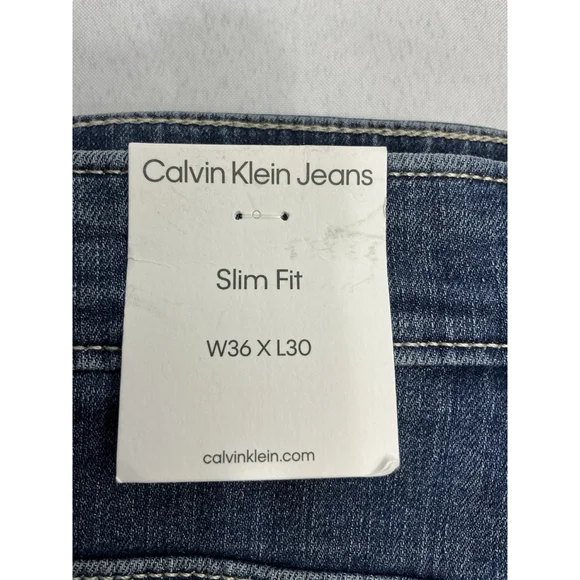 Calvin Klein Jeans
Slim Fit
W36 X L30
calvinklein.com